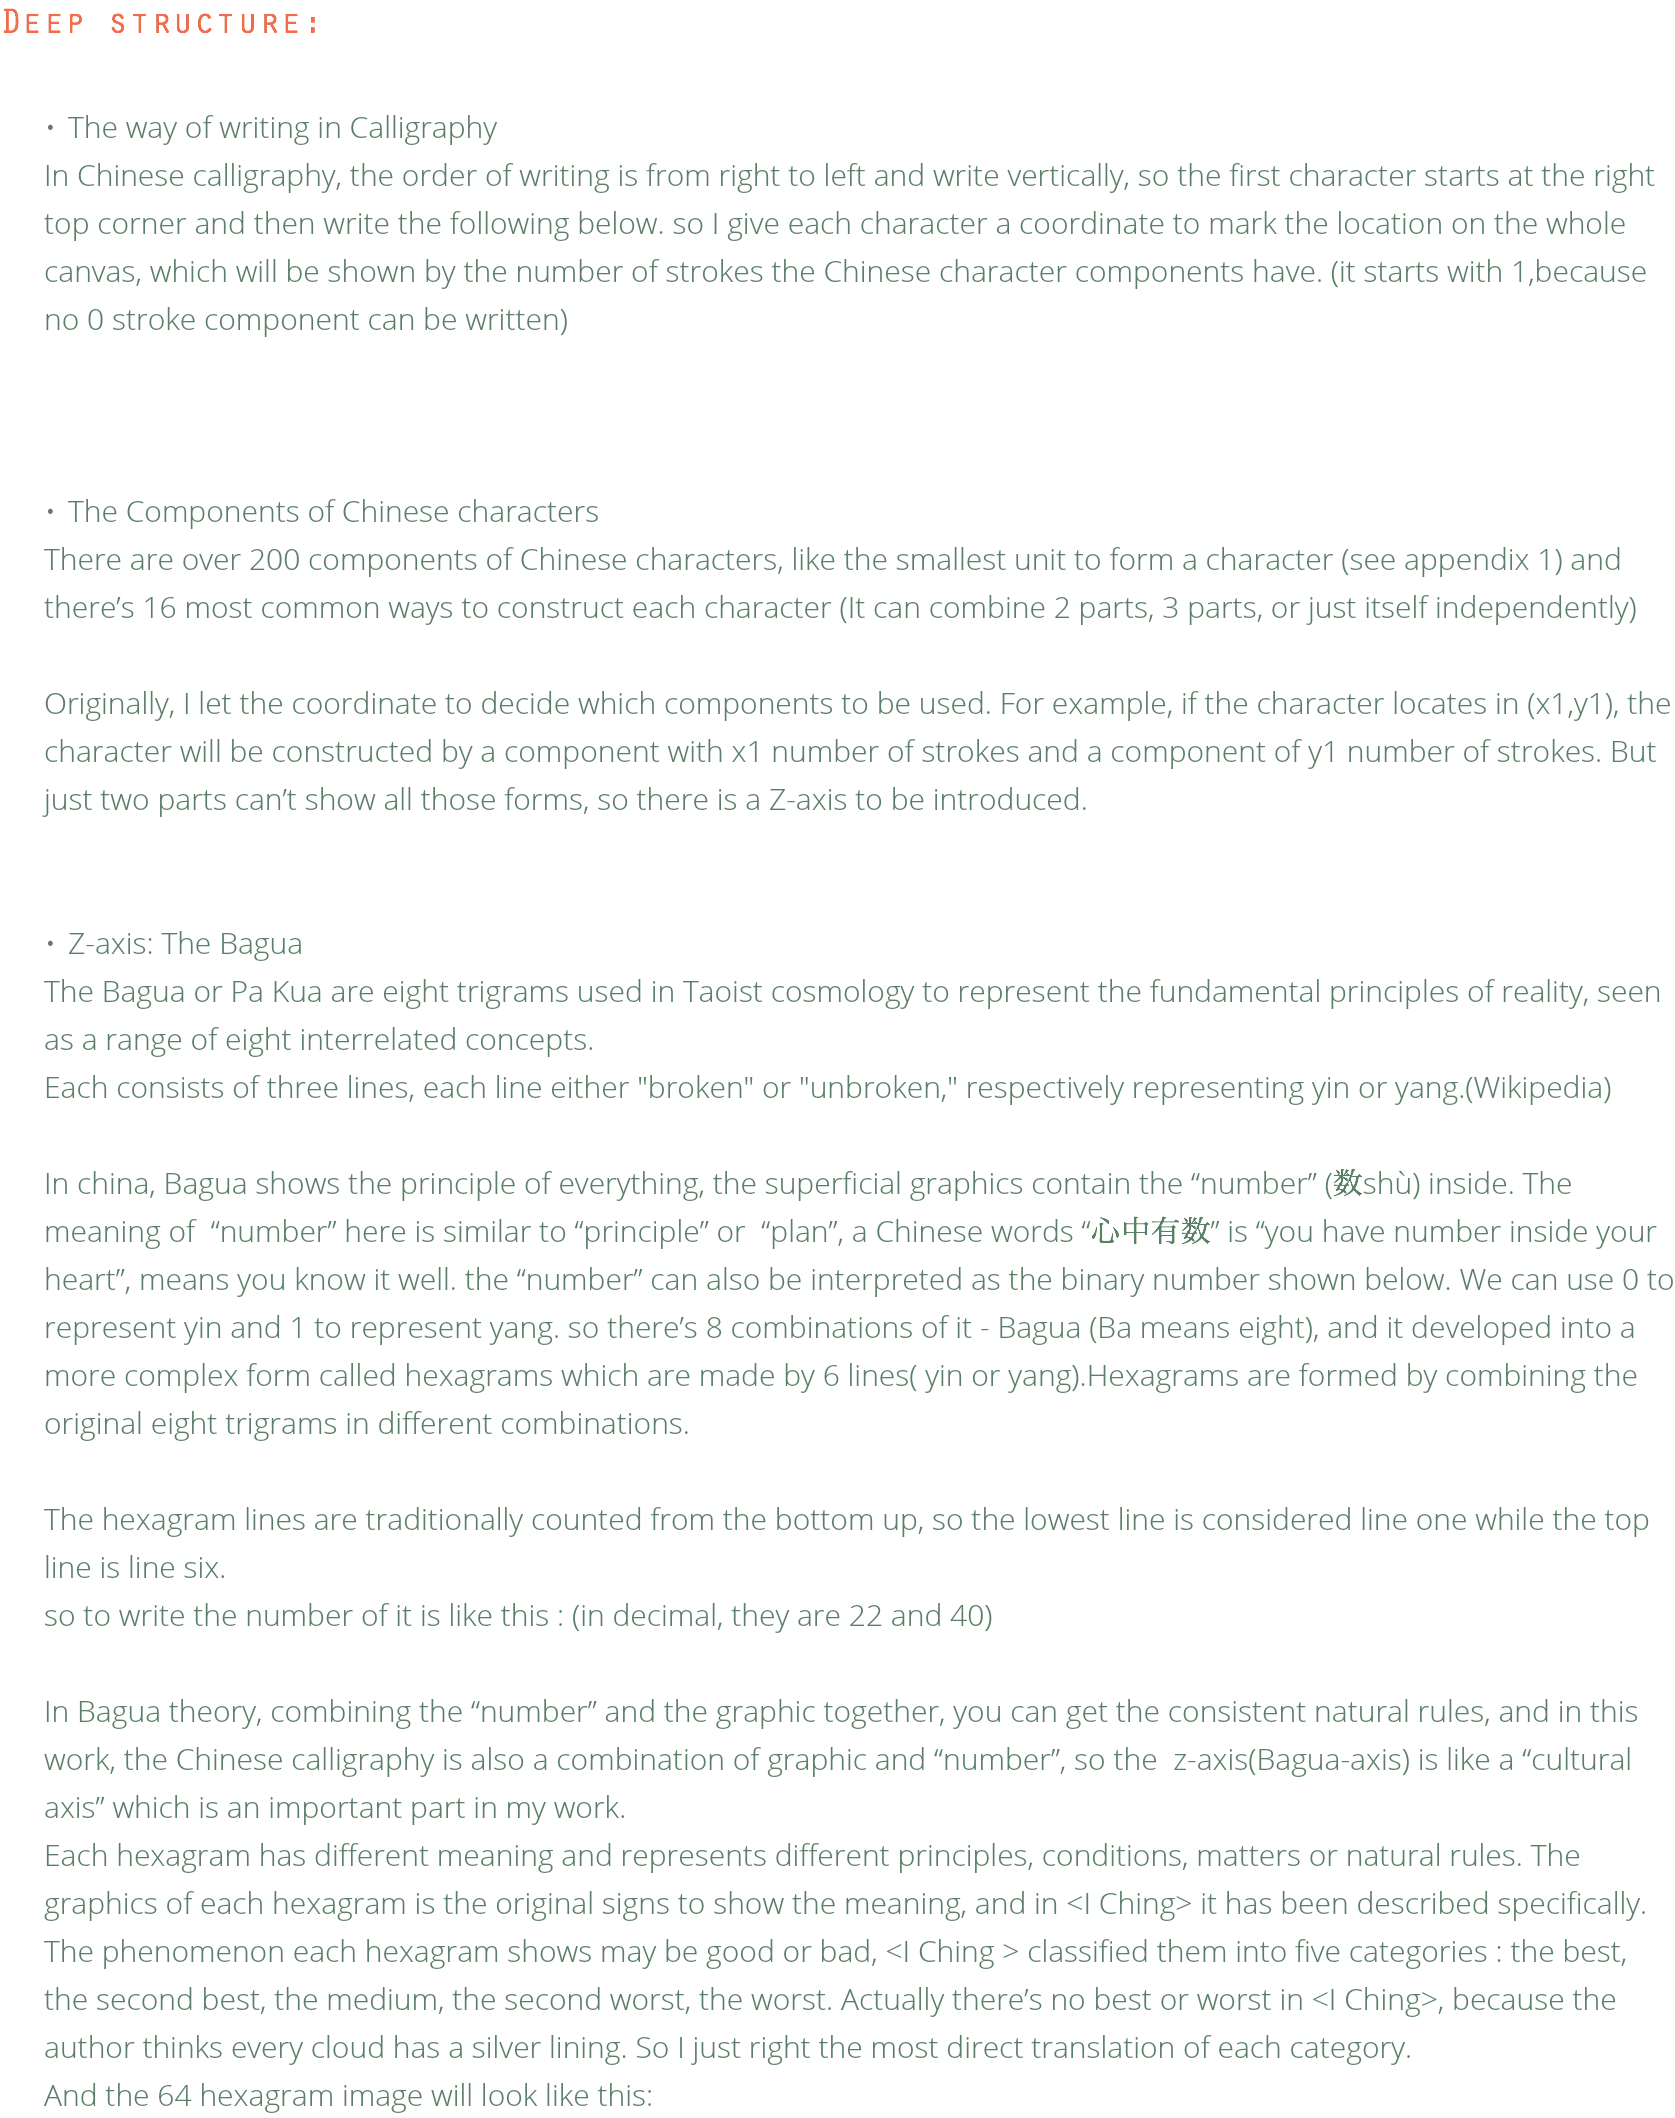 DEEP STRUCTURE:
• The way of writing in Calligraphy
In Chinese calligraphy, the order of writing is from right to left and write vertically, so the first character starts at the right
top corner and then write the following below. so I give each character a coordinate to mark the location on the whole
canvas, which will be shown by the number of strokes the Chinese character components have. (it starts with 1,because
no 0 stroke component can be written)
• The Components of Chinese characters
There are over 200 components of Chinese characters, like the smallest unit to form a character (see appendix 1) and
there’s 16 most common ways to construct each character (It can combine 2 parts, 3 parts, or just itself independently)
Originally, I let the coordinate to decide which components to be used. For example, if the character locates in (x1,y1), the
character will be constructed by a component with x1 number of strokes and a component of y1 number of strokes. But
just two parts can’t show all those forms, so there is a Z-axis to be introduced.
• Z-axis: The Bagua
The Bagua or Pa Kua are eight trigrams used in Taoist cosmology to represent the fundamental principles of reality, seen
as a range of eight interrelated concepts.
Each consists of three lines, each line either "broken" or "unbroken," respectively representing yin or yang.(Wikipedia)
In china, Bagua shows the principle of everything, the superficial graphics contain the “number” (数shù) inside. The
meaning of  “number” here is similar to “principle” or  “plan”, a Chinese words “心中有数” is “you have number inside your
heart”, means you know it well. the “number” can also be interpreted as the binary number shown below. We can use 0 to
represent yin and 1 to represent yang. so there’s 8 combinations of it - Bagua (Ba means eight), and it developed into a
more complex form called hexagrams which are made by 6 lines( yin or yang).Hexagrams are formed by combining the
original eight trigrams in different combinations.
The hexagram lines are traditionally counted from the bottom up, so the lowest line is considered line one while the top
line is line six.
so to write the number of it is like this : (in decimal, they are 22 and 40)
In Bagua theory, combining the “number” and the graphic together, you can get the consistent natural rules, and in this
work, the Chinese calligraphy is also a combination of graphic and “number”, so the  z-axis(Bagua-axis) is like a “cultural
axis” which is an important part in my work.
Each hexagram has different meaning and represents different principles, conditions, matters or natural rules. The
graphics of each hexagram is the original signs to show the meaning, and in <I Ching> it has been described specifically.
The phenomenon each hexagram shows may be good or bad, <I Ching > classified them into five categories : the best,
the second best, the medium, the second worst, the worst. Actually there’s no best or worst in <I Ching>, because the
author thinks every cloud has a silver lining. So I just right the most direct translation of each category.
And the 64 hexagram image will look like this: